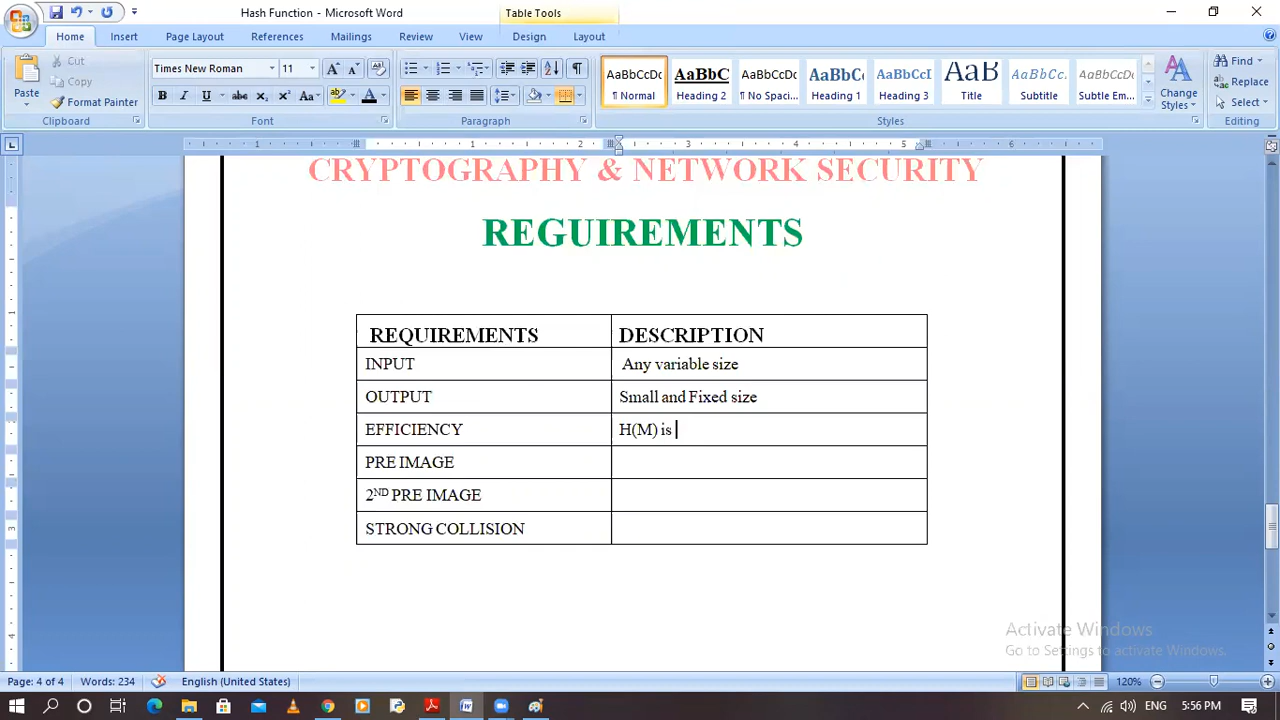 Hash Function - Microsoft Word
Table Tools
Home Insert Page Layout References Mailings Review View Design Layout
Cut
Copy
Format Painter
Paste
Clipboard
Times New Roman 11
Font
Paragraph
AaBbCcDc AaBbC AaBbCcDc AaBbCc AaBbCcI AaB AaBbCc. AaBbCcDc
¶ Normal Heading 2 ¶ No Spaci... Heading 1 Heading 3 Title Subtitle Subtle Em...
Change Styles
Styles
Find
Replace
Select
Editing
CRYPTOGRAPHY & NETWORK SECURITY
REGUIREMENTS
REQUIREMENTS DESCRIPTION
INPUT Any variable size
OUTPUT Small and Fixed size
EFFICIENCY H(M) is
PRE IMAGE
2ND PRE IMAGE
STRONG COLLISION
Activate Windows
Go to Settings to activate Windows.
Page: 4 of 4 Words: 234 English (United States) 120%
ENG 5:56 PM